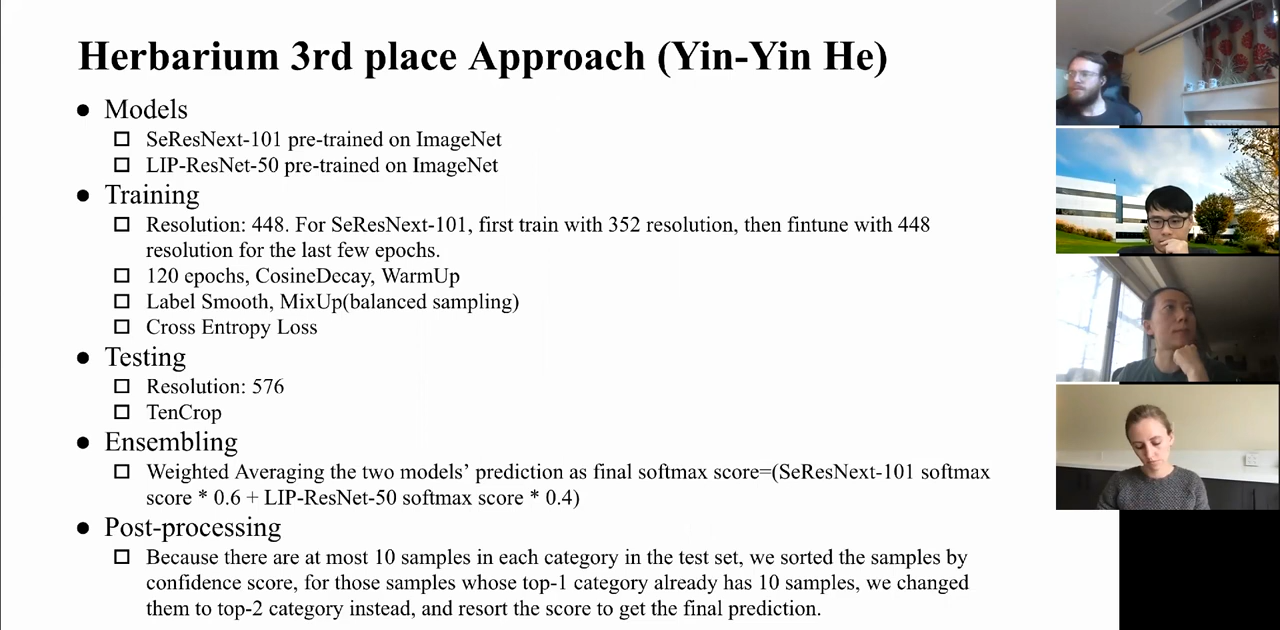 Herbarium 3rd place Approach (Yin-Yin He)
● Models
☐ SeResNext-101 pre-trained on ImageNet
☐ LIP-ResNet-50 pre-trained on ImageNet
● Training
☐ Resolution: 448. For SeResNext-101, first train with 352 resolution, then fintune with 448
resolution for the last few epochs.
☐ 120 epochs, CosineDecay, WarmUp
☐ Label Smooth, MixUp(balanced sampling)
☐ Cross Entropy Loss
● Testing
☐ Resolution: 576
☐ TenCrop
● Ensembling
☐ Weighted Averaging the two models’ prediction as final softmax score=(SeResNext-101 softmax
score * 0.6 + LIP-ResNet-50 softmax score * 0.4)
● Post-processing
☐ Because there are at most 10 samples in each category in the test set, we sorted the samples by
confidence score, for those samples whose top-1 category already has 10 samples, we changed
them to top-2 category instead, and resort the score to get the final prediction.